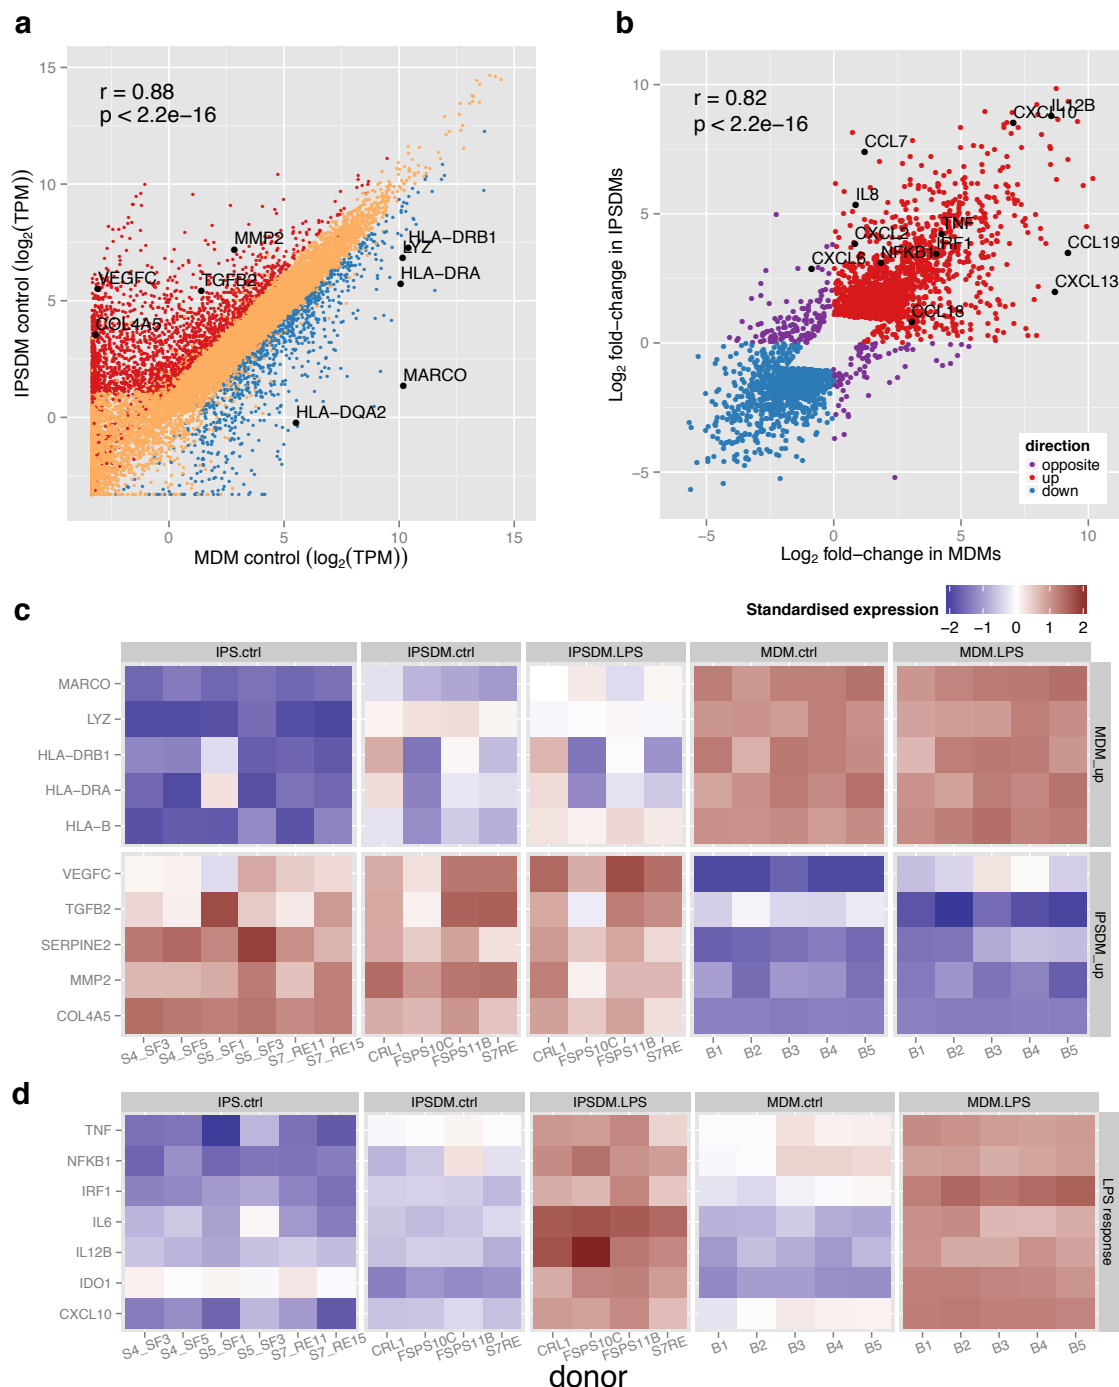 a
r = 0.88
p < 2.2e−16
MMP2
HLA−DRB1
LYZ
HLA−DRA
VEGFC
TGFB2
COL4A5
MARCO
HLA−DQA2
15
10
5
0
0
5
10
15
IPSDM control (log2(TPM))
MDM control (log2(TPM))
b
r = 0.82
p < 2.2e−16
IL12B
CXCL10
CCL7
IL8
TNF
CXCL2
IRF1
NFKB1
CXCL6
CCL19
CXCL13
CCL18
direction
opposite
up
down
10
5
0
−5
−5
0
5
10
Log2 fold−change in IPSDMs
Log2 fold−change in MDMs
c
Standardised expression
−2 −1 0 1 2
IPS.ctrl IPSDM.ctrl IPSDM.LPS MDM.ctrl MDM.LPS
MARCO
LYZ
HLA−DRB1
HLA−DRA
HLA−B
MDM_up
VEGFC
TGFB2
SERPINE2
MMP2
COL4A5
IPSDM_up
S4_SF3 S4_SF5 S5_SF1 S5_SF3 S7_RE11 S7_RE15 CRL1 FSPS10C FSPS11B S7RE CRL1 FSPS10C FSPS11B S7RE B1 B2 B3 B4 B5 B1 B2 B3 B4 B5
d
IPS.ctrl IPSDM.ctrl IPSDM.LPS MDM.ctrl MDM.LPS
TNF
NFKB1
IRF1
IL6
IL12B
IDO1
CXCL10
LPS response
S4_SF3 S4_SF5 S5_SF1 S5_SF3 S7_RE11 S7_RE15 CRL1 FSPS10C FSPS11B S7RE CRL1 FSPS10C FSPS11B S7RE B1 B2 B3 B4 B5 B1 B2 B3 B4 B5
donor